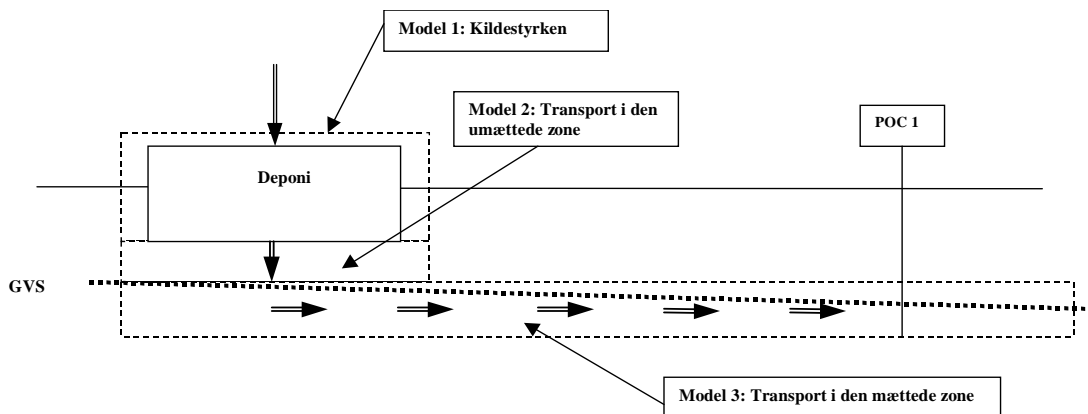 Model 1: Kildestyrken
Model 2: Transport i den
umættede zone
POC 1
Deponi
GVS
Model 3: Transport i den mættede zone